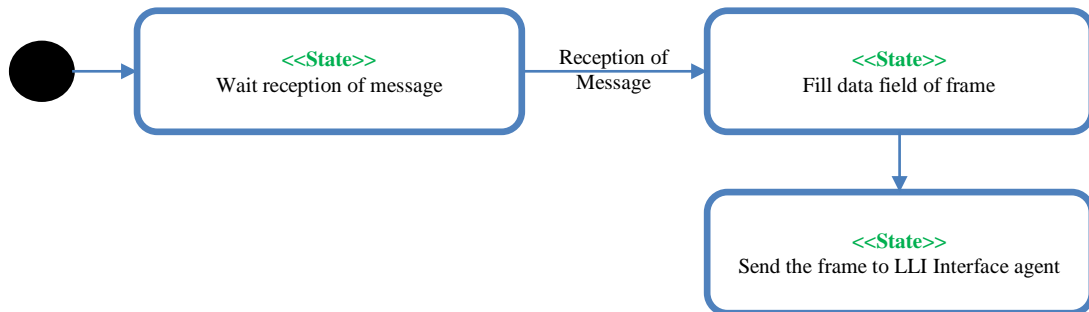 <<State>>
Wait reception of message
Reception of
Message
<<State>>
Fill data field of frame
<<State>>
Send the frame to LLI Interface agent